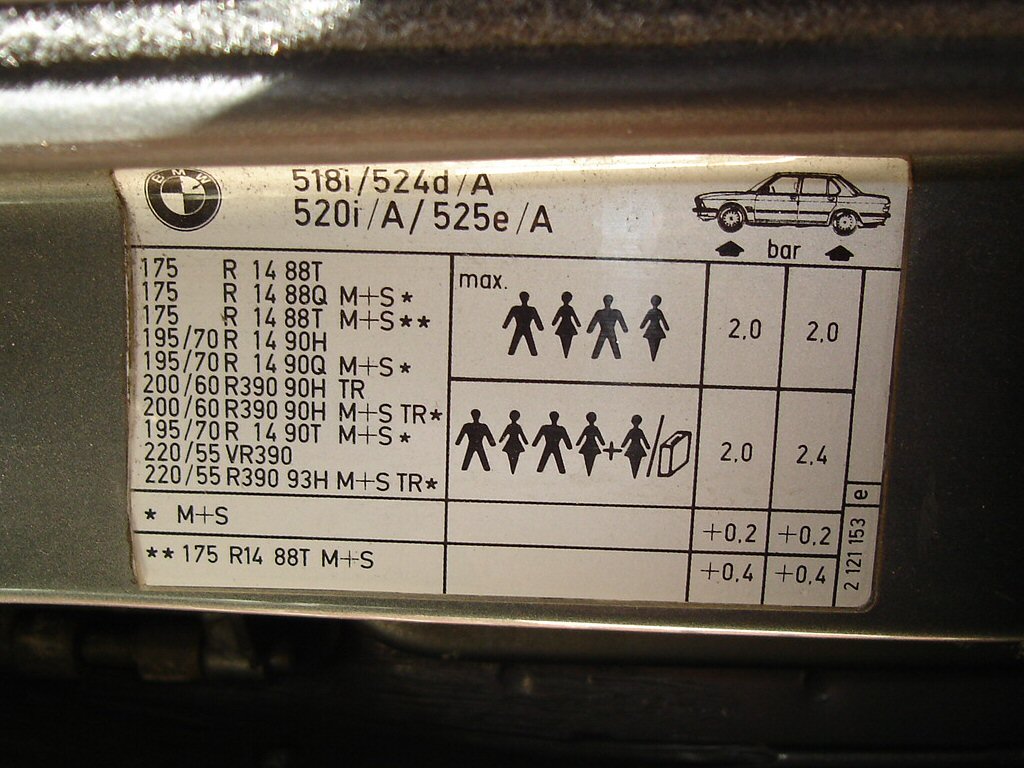 BMW
518i/524d/A
520i/A/525e/A
bar
175 R 14 88T
175 R 14 88Q M+S*
175 R 14 88T M+S**
195/70 R 14 90H
195/70 R 14 90Q M+S*
200/60 R390 90H TR
200/60 R390 90H M+S TR*
195/70 R 14 90T M+S*
220/55 VR390
220/55 R390 93H M+S TR*
max.
2,0 2,0
+ /
2,0 2,4
* M+S +0,2 +0,2
** 175 R14 88T M+S +0,4 +0,4
2 121 153 e